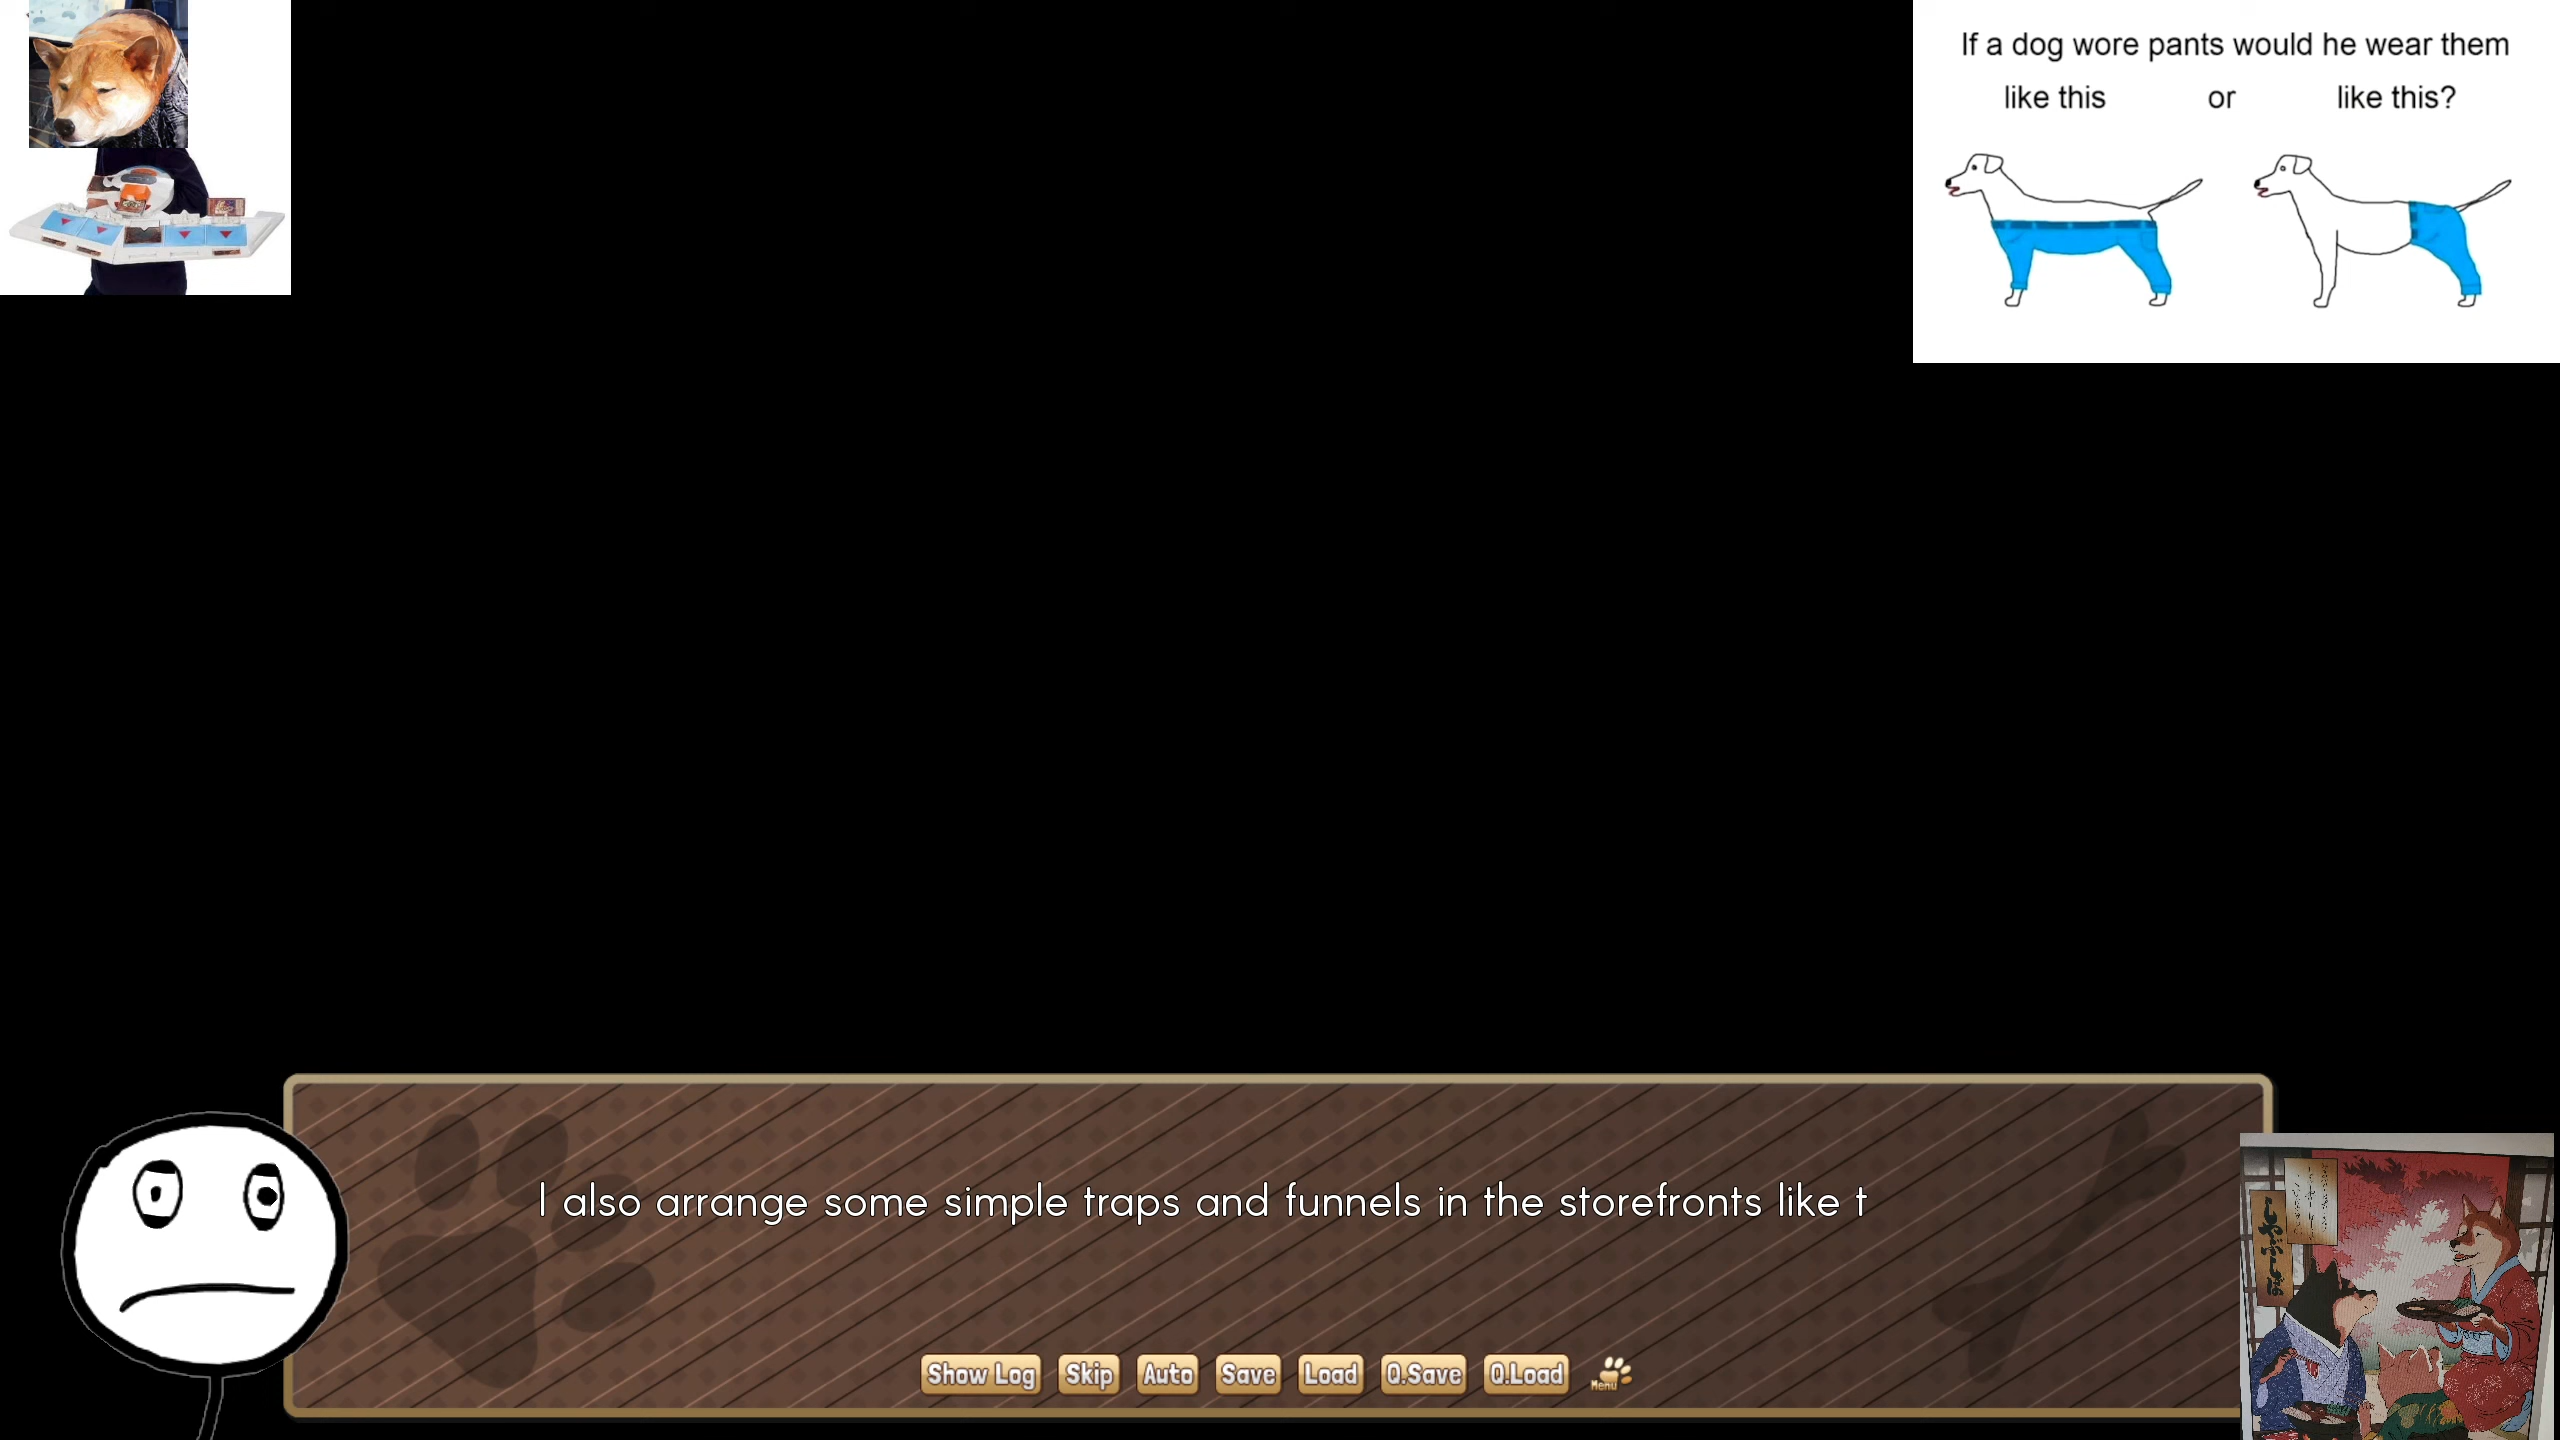 If a dog wore pants would he wear them
like this or like this?
I also arrange some simple traps and funnels in the storefronts like t
Show Log Skip Auto Save Load Q.Save Q.Load Menu